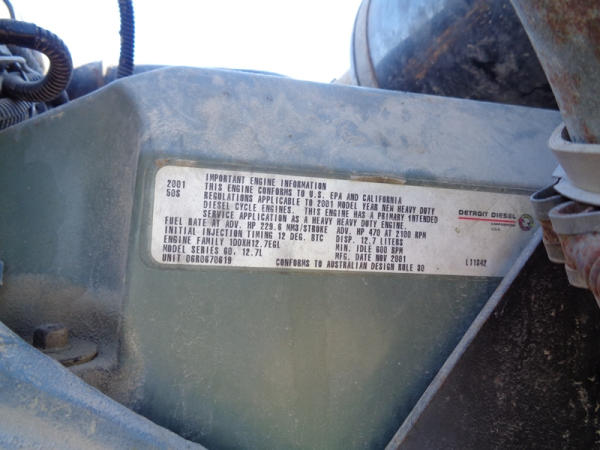 2001
50S
IMPORTANT ENGINE INFORMATION
THIS ENGINE CONFORMS TO U.S. EPA AND CALIFORNIA
REGULATIONS APPLICABLE TO 2001 MODEL YEAR NEW HEAVY DUTY
DIESEL CYCLE ENGINES. THIS ENGINE HAS A PRIMARY INTENDED
SERVICE APPLICATION AS A HEAVY HEAVY DUTY ENGINE.
FUEL RATE AT ADV. HP 229.6 MM3/STROKE ADV. HP 470 AT 2100 RPM
INITIAL INJECTION TIMING 12 DEG. BTC DISP. 12.7 LITERS
ENGINE FAMILY 1DDXH12.7EGL MIN. IDLE 600 RPM
MODEL SERIES 60, 12.7L MFG. DATE NOV 2001
UNIT 06R0670619 CONFORMS TO AUSTRALIAN DESIGN RULE 30
DETROIT DIESEL
CORPORATION
U.S.A.
L11042